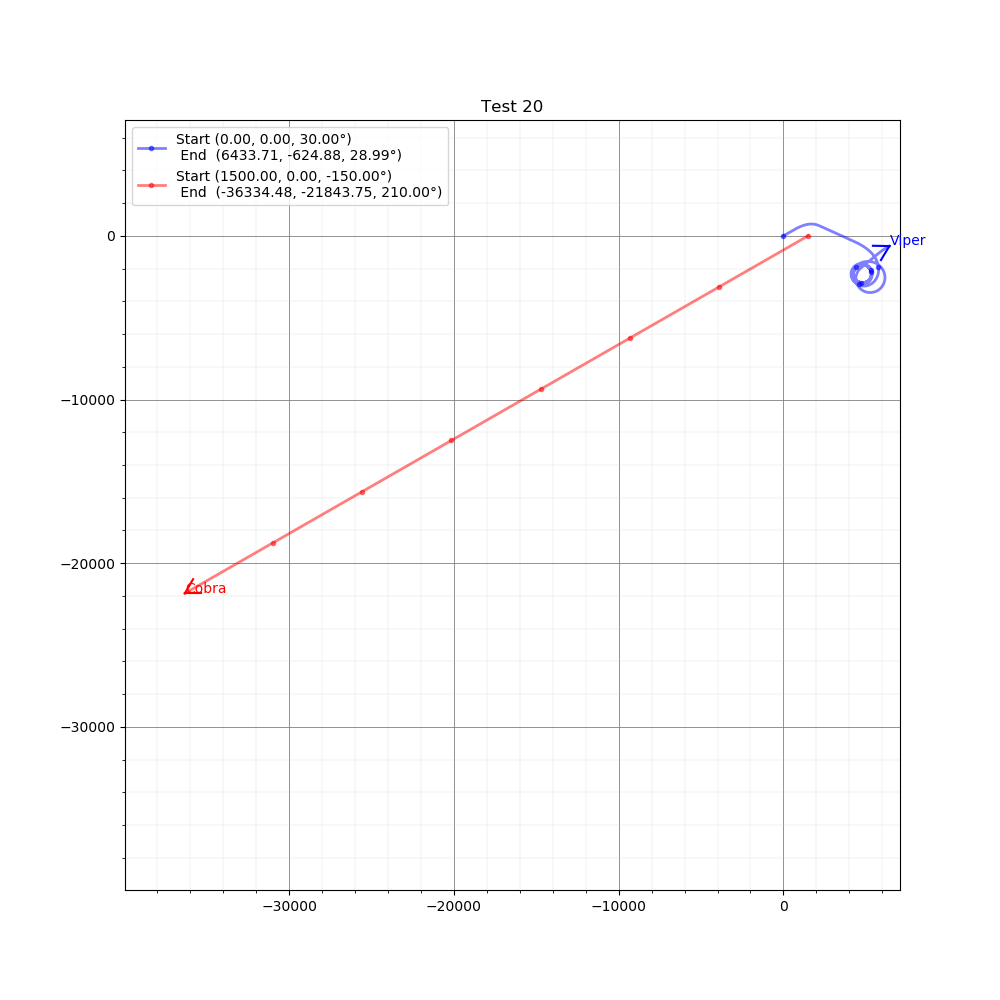 Test 20
Start (0.00, 0.00, 30.00°)
End  (6433.71, -624.88, 28.99°)
Start (1500.00, 0.00, -150.00°)
End  (-36334.48, -21843.75, 210.00°)
Viper
Cobra
0
−10000
−20000
−30000
−30000
−20000
−10000
0